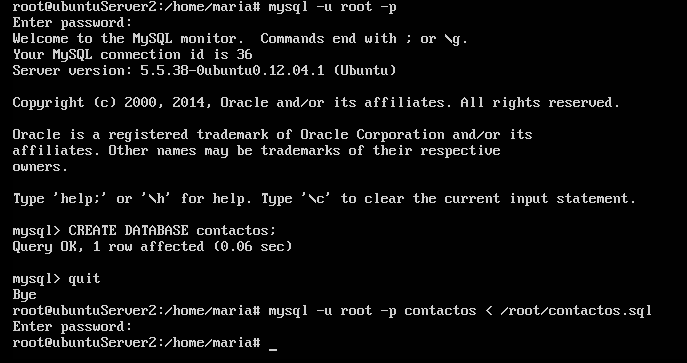 root@ubuntuServer2:/home/maria# mysql -u root -p
Enter password:
Welcome to the MySQL monitor.  Commands end with ; or \g.
Your MySQL connection id is 36
Server version: 5.5.38-0ubuntu0.12.04.1 (Ubuntu)
Copyright (c) 2000, 2014, Oracle and/or its affiliates. All rights reserved.
Oracle is a registered trademark of Oracle Corporation and/or its
affiliates. Other names may be trademarks of their respective
owners.
Type 'help;' or '\h' for help. Type '\c' to clear the current input statement.
mysql> CREATE DATABASE contactos;
Query OK, 1 row affected (0.06 sec)
mysql> quit
Bye
root@ubuntuServer2:/home/maria# mysql -u root -p contactos < /root/contactos.sql
Enter password:
root@ubuntuServer2:/home/maria# _